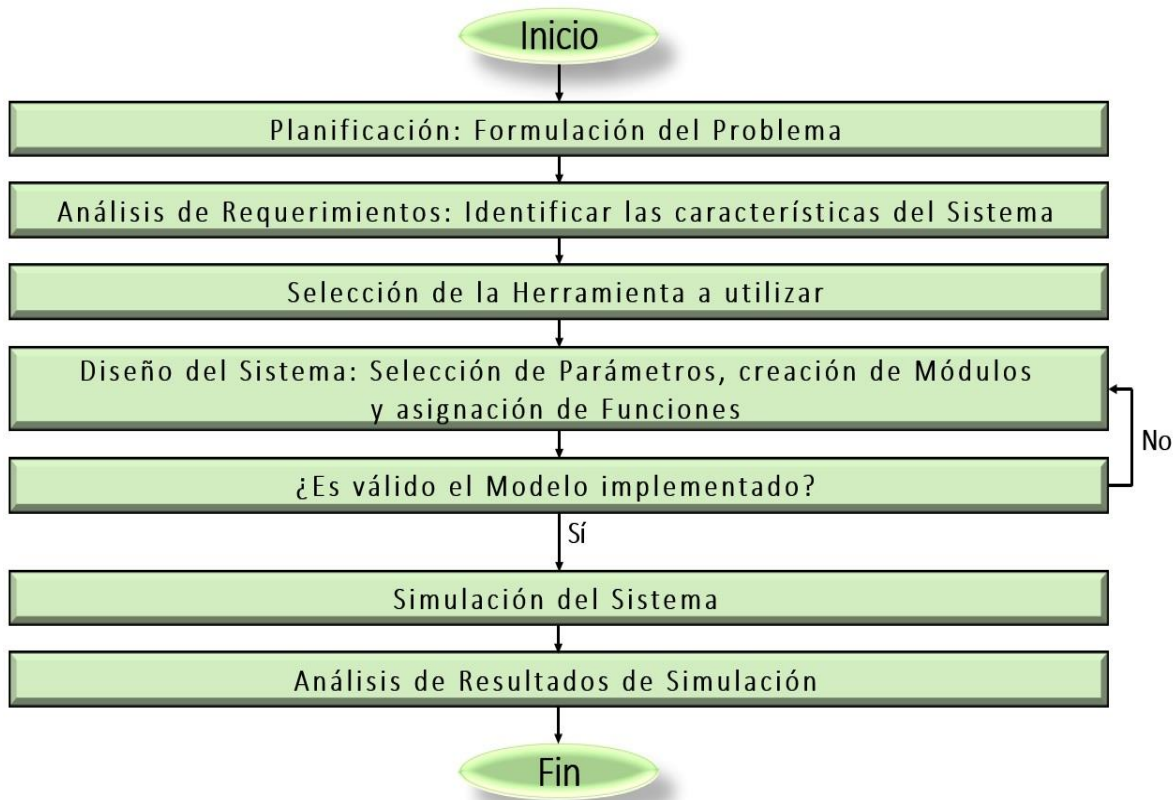 Inicio
Planificación: Formulación del Problema
Análisis de Requerimientos: Identificar las características del Sistema
Selección de la Herramienta a utilizar
Diseño del Sistema: Selección de Parámetros, creación de Módulos
y asignación de Funciones
No
¿Es válido el Modelo implementado?
Sí
Simulación del Sistema
Análisis de Resultados de Simulación
Fin